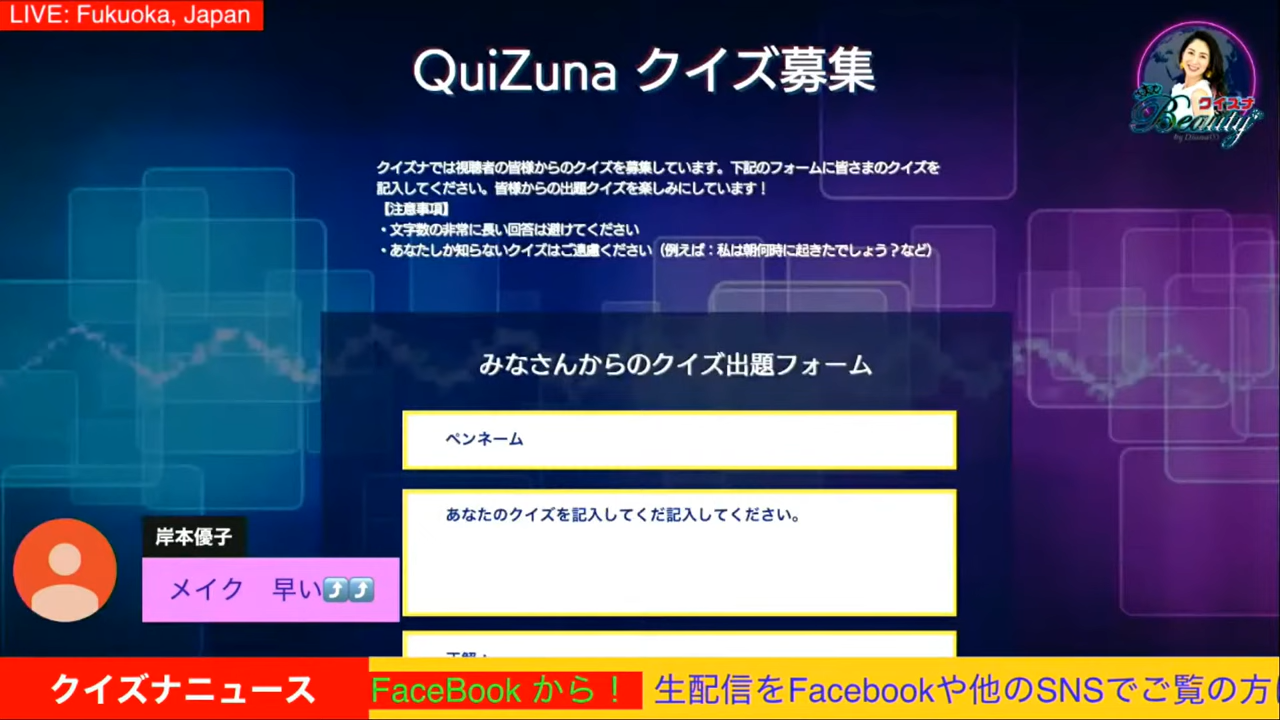 LIVE: Fukuoka, Japan
QuiZuna クイズ募集
クイズナ
Beauty
クイズナでは視聴者の皆様からのクイズを募集しています。下記のフォームに皆さまのクイズを
記入してください。皆様からの出題クイズを楽しみにしています！
【注意事項】
・文字数の非常に長い回答は避けてください
・あなたしか知らないクイズはご遠慮ください（例えば：私は朝何時に起きたでしょう？など）
みなさんからのクイズ出題フォーム
ペンネーム
あなたのクイズを記入してくだ記入してください。
岸本優子
メイク　早い⤴️⤴️
クイズナニュース
FaceBook から！ 生配信をFacebookや他のSNSでご覧の方